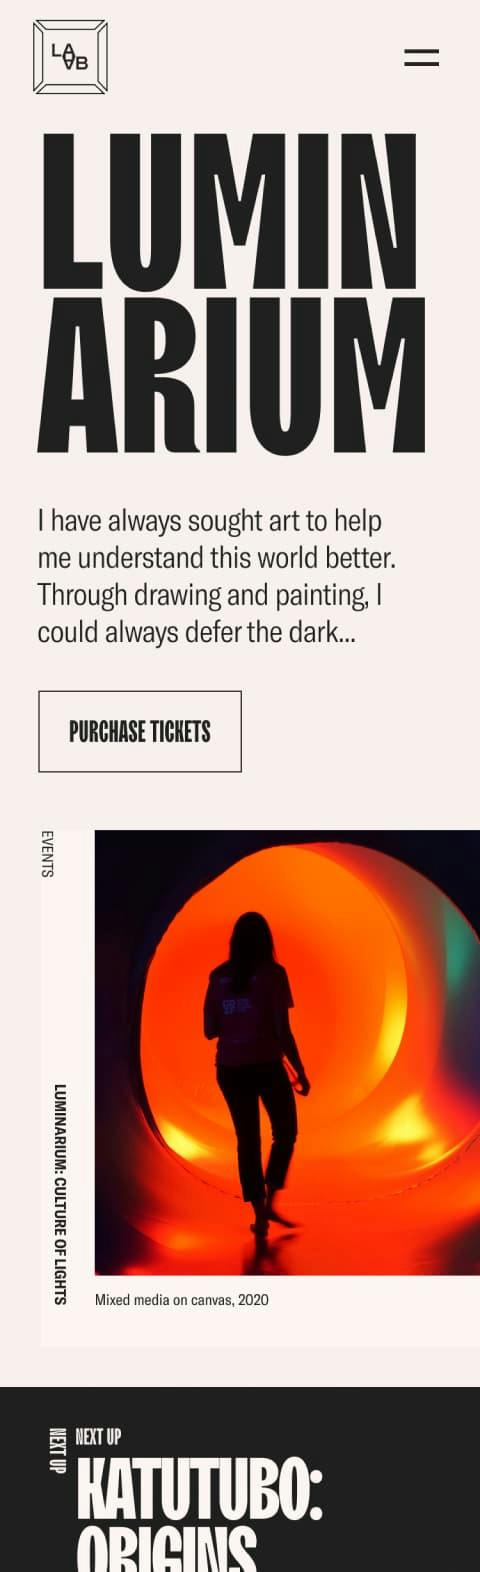 LAAB
LUMIN
ARIUM
I have always sought art to help
me understand this world better.
Through drawing and painting, I
could always defer the dark...
PURCHASE TICKETS
EVENTS
LUMINARIUM: CULTURE OF LIGHTS
Mixed media on canvas, 2020
NEXT UP
NEXT UP
KATUTUBO:
ORIGINS